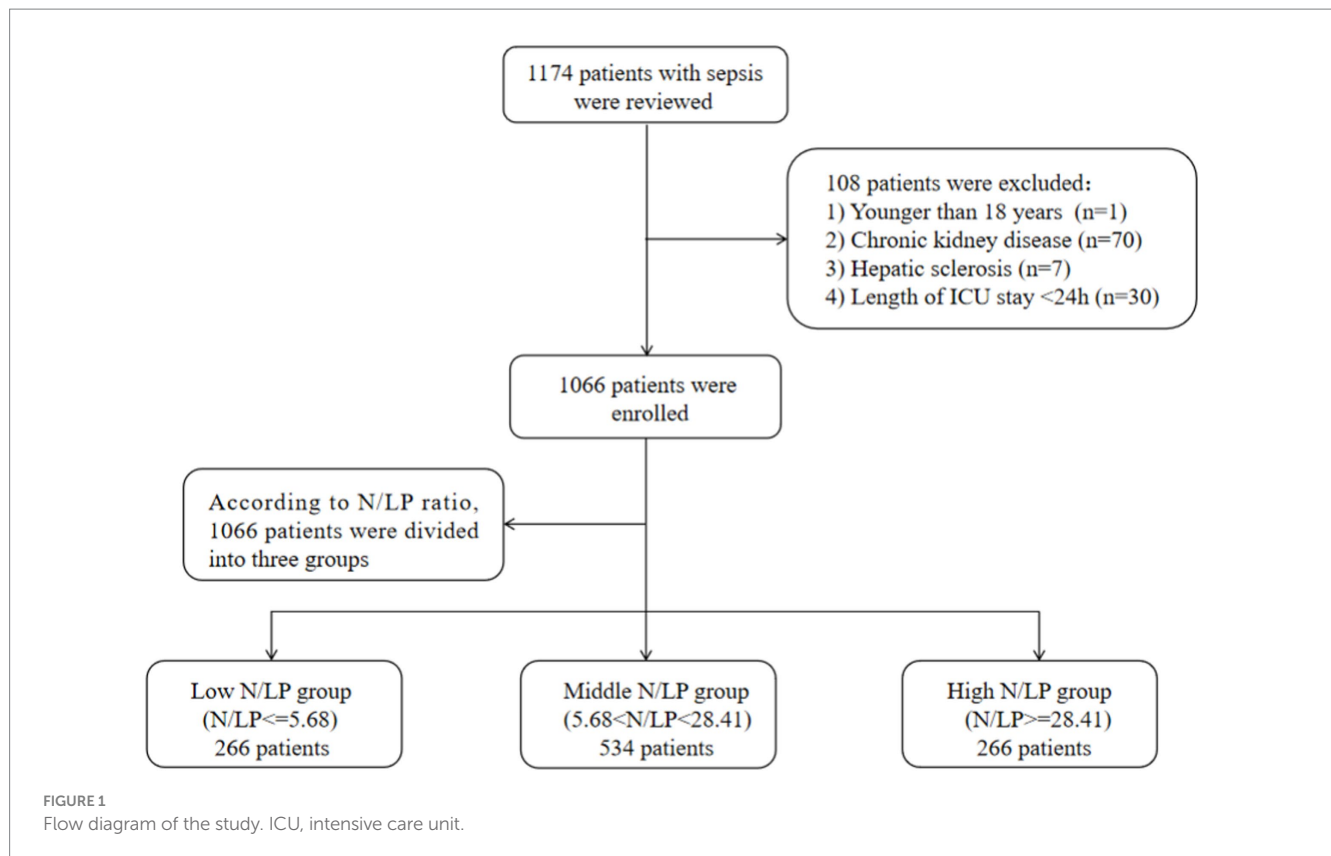 1174 patients with sepsis
were reviewed
108 patients were excluded:
1) Younger than 18 years (n=1)
2) Chronic kidney disease (n=70)
3) Hepatic sclerosis (n=7)
4) Length of ICU stay <24h (n=30)
1066 patients were
enrolled
According to N/LP ratio,
1066 patients were divided
into three groups
Low N/LP group
(N/LP<=5.68)
266 patients
Middle N/LP group
(5.68<N/LP<28.41)
534 patients
High N/LP group
(N/LP>=28.41)
266 patients
FIGURE 1
Flow diagram of the study. ICU, intensive care unit.